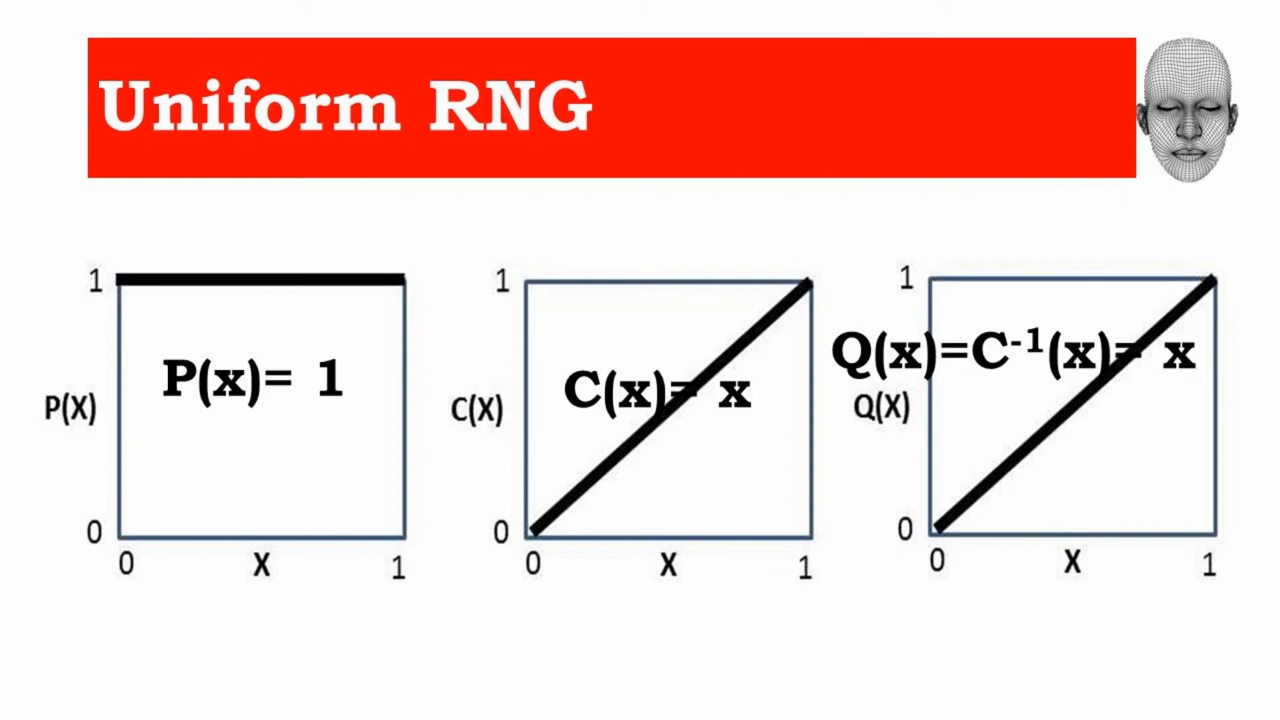 Uniform RNG
1
P(x)= 1
P(X)
0
0 X 1
1
C(x)= x
C(X)
0
0 X 1
1
Q(x)=C⁻¹(x)= x
Q(X)
0
0 X 1